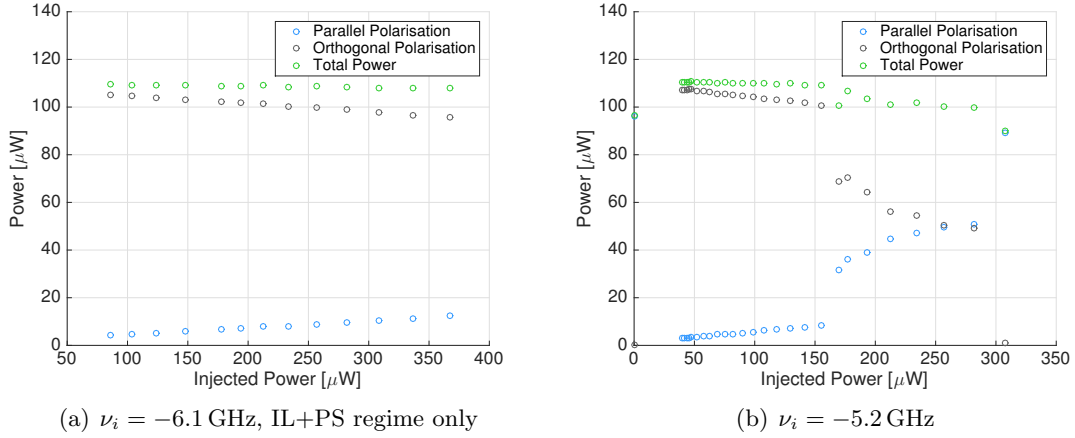 140
120
100
80
60
40
20
0
Power [μW]
50 100 150 200 250 300 350 400
Injected Power [μW]
Parallel Polarisation
Orthogonal Polarisation
Total Power
(a) νᵢ = −6.1 GHz, IL+PS regime only
140
120
100
80
60
40
20
0
Power [μW]
0 50 100 150 200 250 300 350
Injected Power [μW]
Parallel Polarisation
Orthogonal Polarisation
Total Power
(b) νᵢ = −5.2 GHz